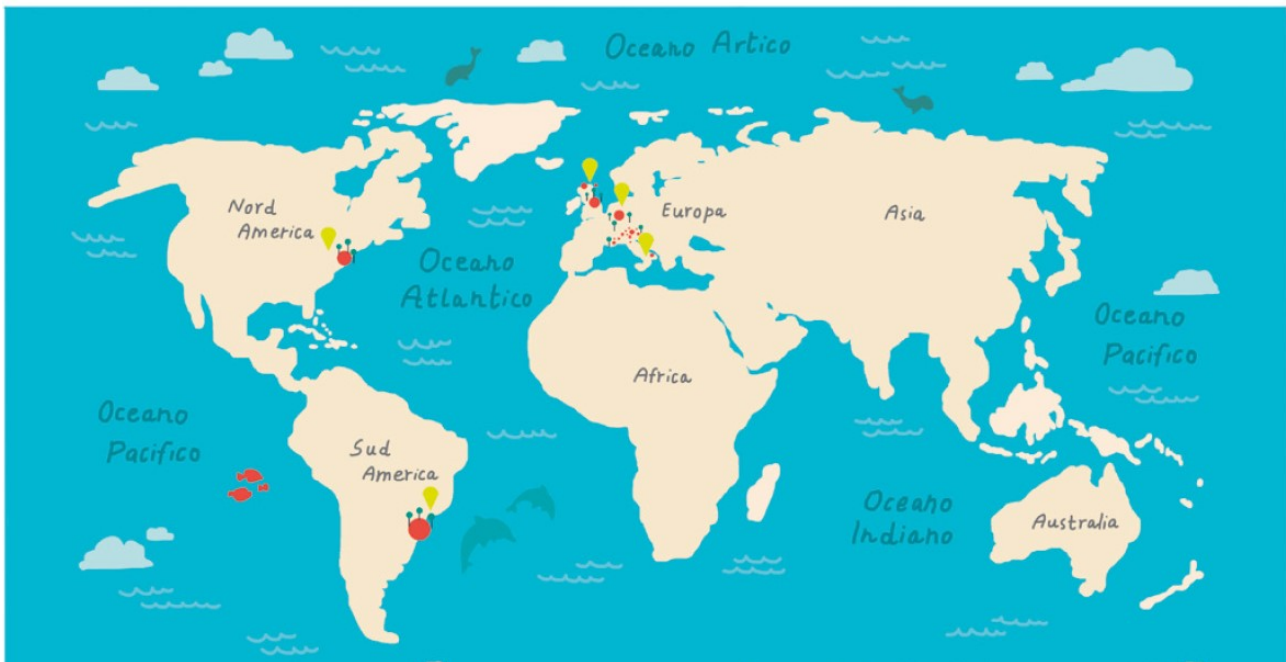 Oceano Artico
Nord
America
Europa
Asia
Oceano
Atlantico
Oceano
Pacifico
Africa
Oceano
Pacifico
Sud
America
Oceano
Indiano
Australia